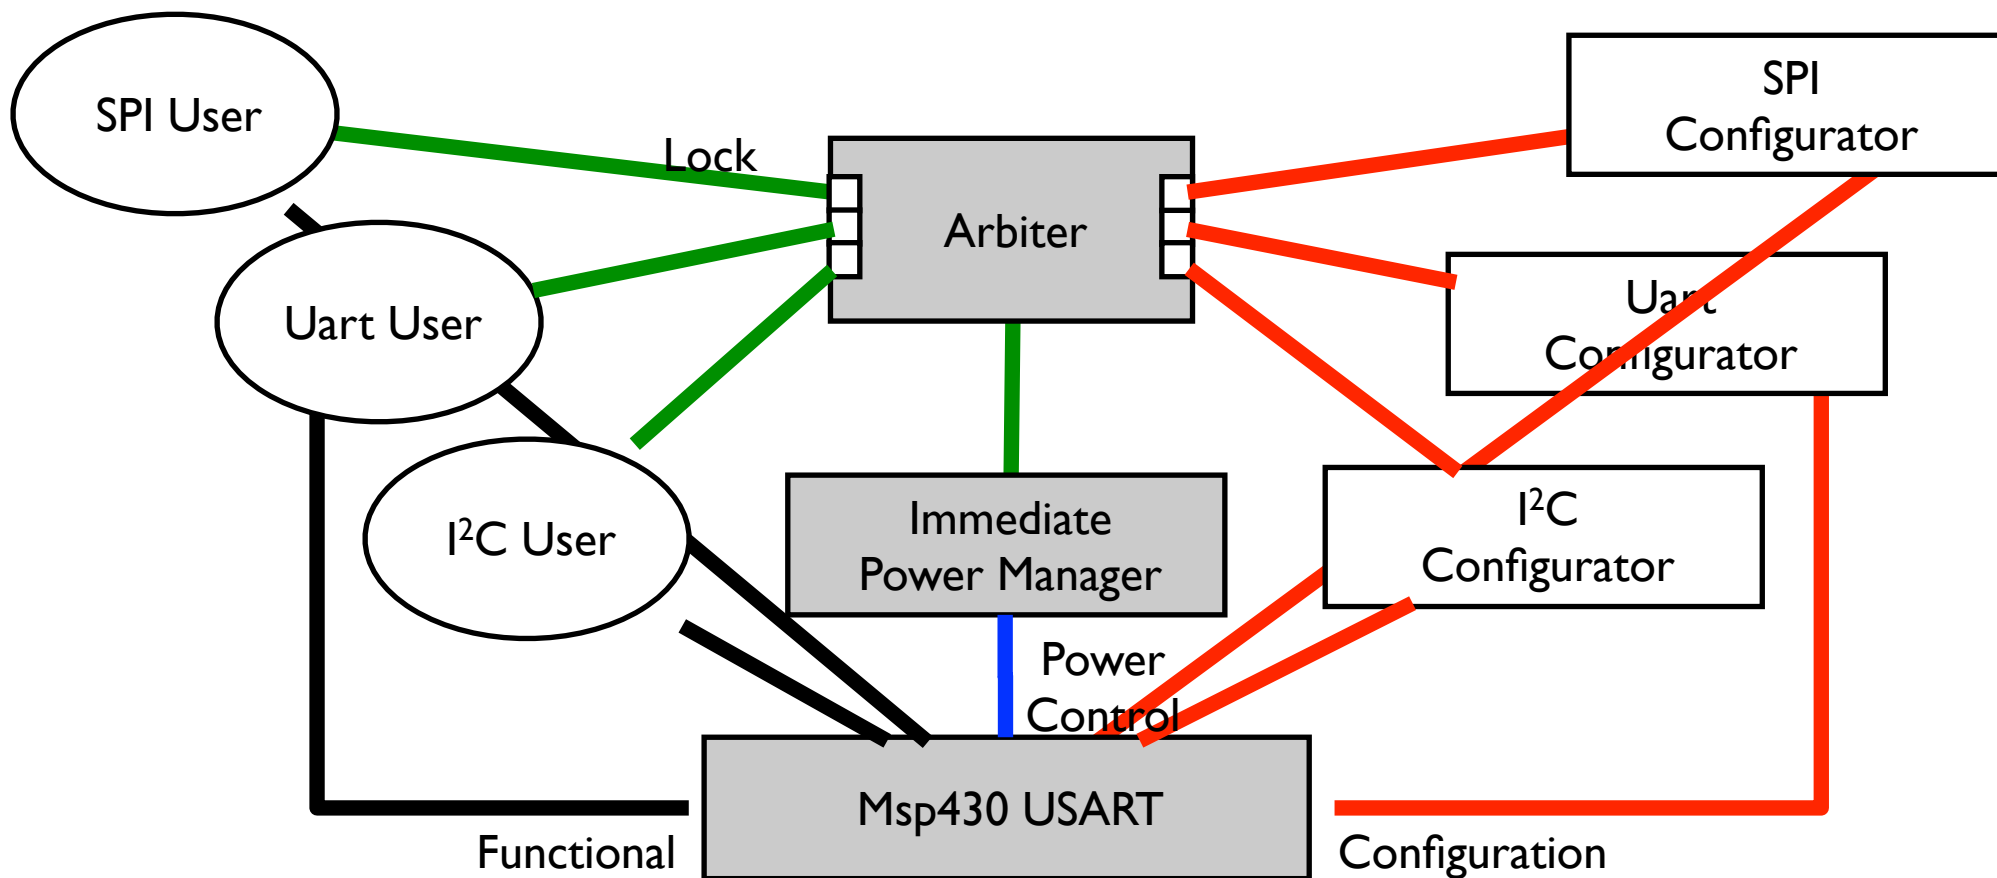 SPI User
Lock
SPI
Configurator
Arbiter
Uart User
Uart
Configurator
I²C User
Immediate
Power Manager
I²C
Configurator
Power
Control
Msp430 USART
Functional
Configuration